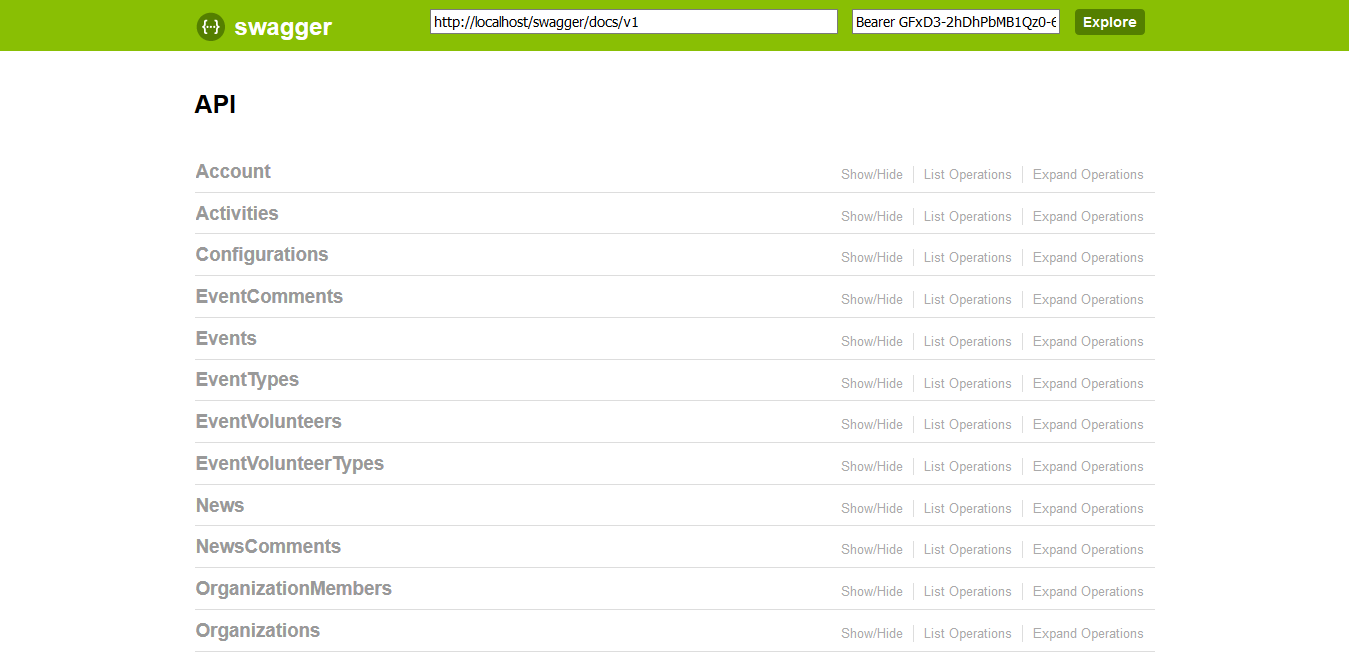 {··} swagger http://localhost/swagger/docs/v1 Bearer GFxD3-2hDhPbMB1Qz0-6 Explore
API
Account Show/Hide List Operations Expand Operations
Activities Show/Hide List Operations Expand Operations
Configurations Show/Hide List Operations Expand Operations
EventComments Show/Hide List Operations Expand Operations
Events Show/Hide List Operations Expand Operations
EventTypes Show/Hide List Operations Expand Operations
EventVolunteers Show/Hide List Operations Expand Operations
EventVolunteerTypes Show/Hide List Operations Expand Operations
News Show/Hide List Operations Expand Operations
NewsComments Show/Hide List Operations Expand Operations
OrganizationMembers Show/Hide List Operations Expand Operations
Organizations Show/Hide List Operations Expand Operations